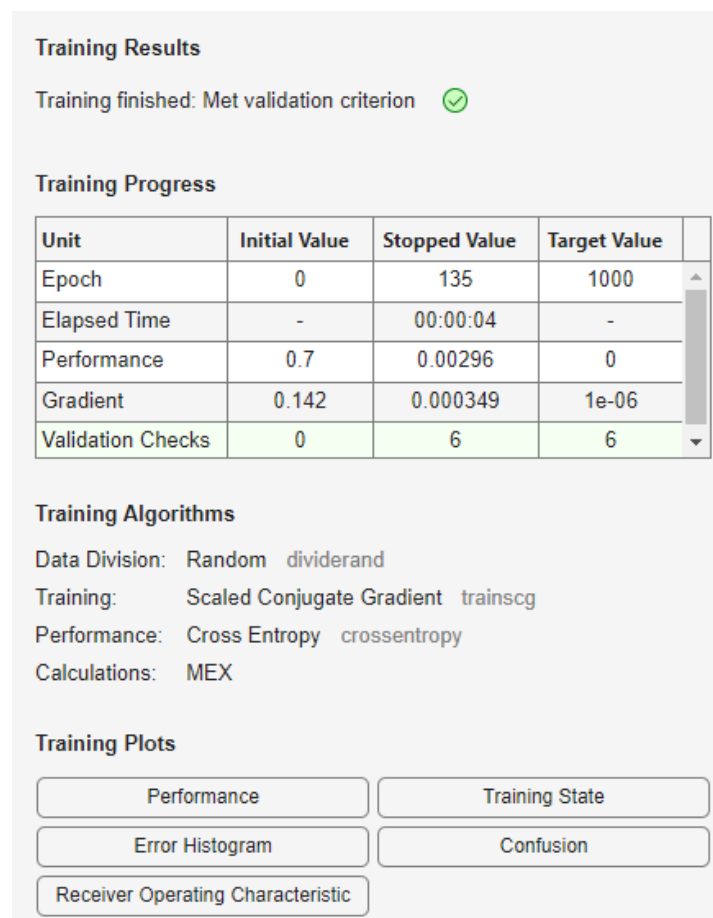 Training Results
Training finished: Met validation criterion
Training Progress
Unit Initial Value Stopped Value Target Value
Epoch 0 135 1000
Elapsed Time - 00:00:04 -
Performance 0.7 0.00296 0
Gradient 0.142 0.000349 1e-06
Validation Checks 0 6 6
Training Algorithms
Data Division: Random dividerand
Training: Scaled Conjugate Gradient trainscg
Performance: Cross Entropy crossentropy
Calculations: MEX
Training Plots
Performance Training State
Error Histogram Confusion
Receiver Operating Characteristic